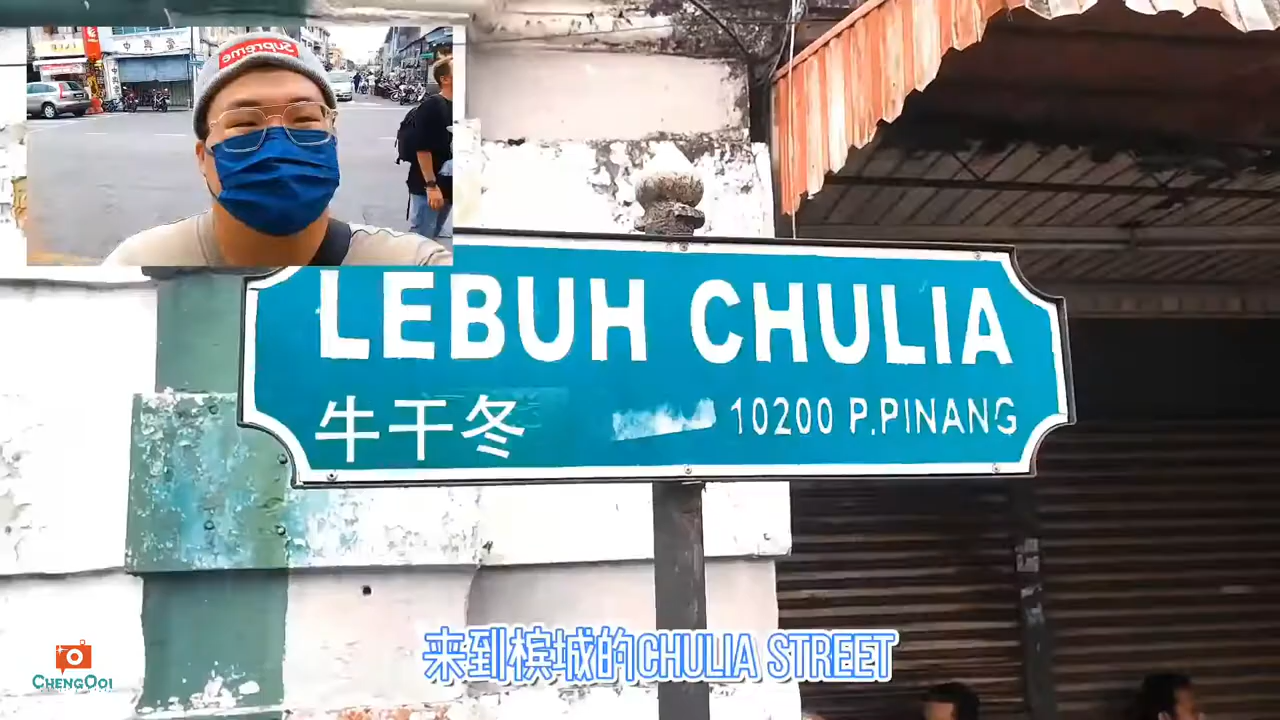 Supreme
LEBUH CHULIA
牛干冬
10200 P.PINANG
来到槟城的CHULIA STREET
CHENGOOI